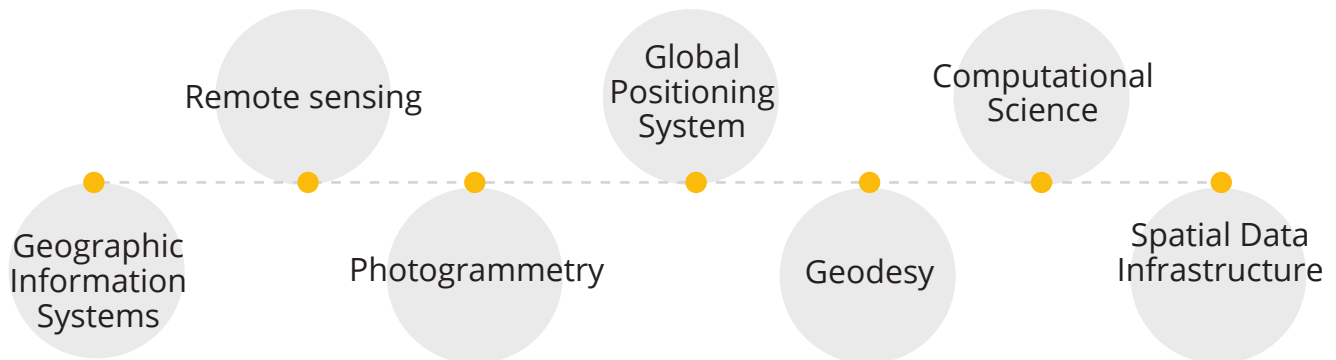 Geographic
Information
Systems
Remote sensing
Photogrammetry
Global
Positioning
System
Geodesy
Computational
Science
Spatial Data
Infrastructure